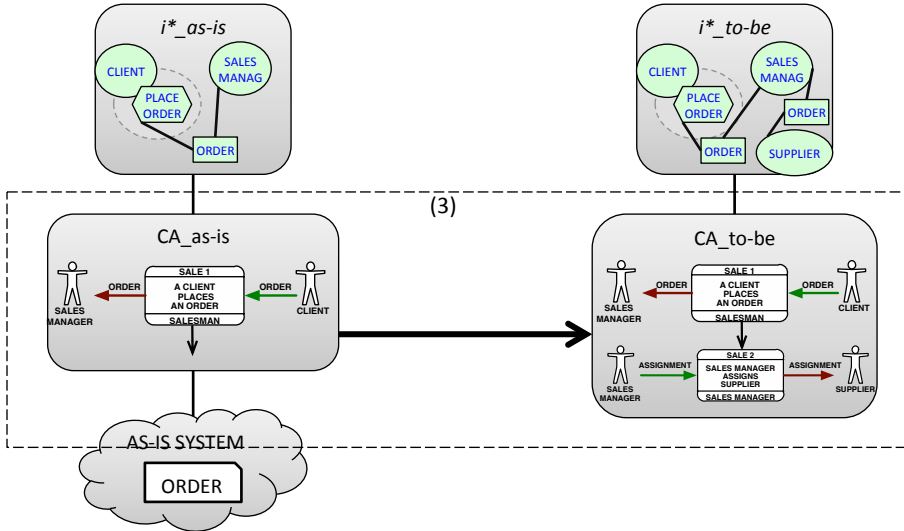 i*_as-is
CLIENT
SALES
MANAG
PLACE
ORDER
ORDER
i*_to-be
CLIENT
SALES
MANAG
PLACE
ORDER
ORDER
ORDER
SUPPLIER
(3)
CA_as-is
SALE 1
ORDER
A CLIENT
PLACES
AN ORDER
ORDER
SALES
MANAGER
SALESMAN
CLIENT
CA_to-be
SALE 1
ORDER
A CLIENT
PLACES
AN ORDER
ORDER
SALES
MANAGER
SALESMAN
CLIENT
SALE 2
ASSIGNMENT
SALES MANAGER
ASSIGNS
SUPPLIER
ASSIGNMENT
SALES
MANAGER
SALES MANAGER
SUPPLIER
AS-IS SYSTEM
ORDER